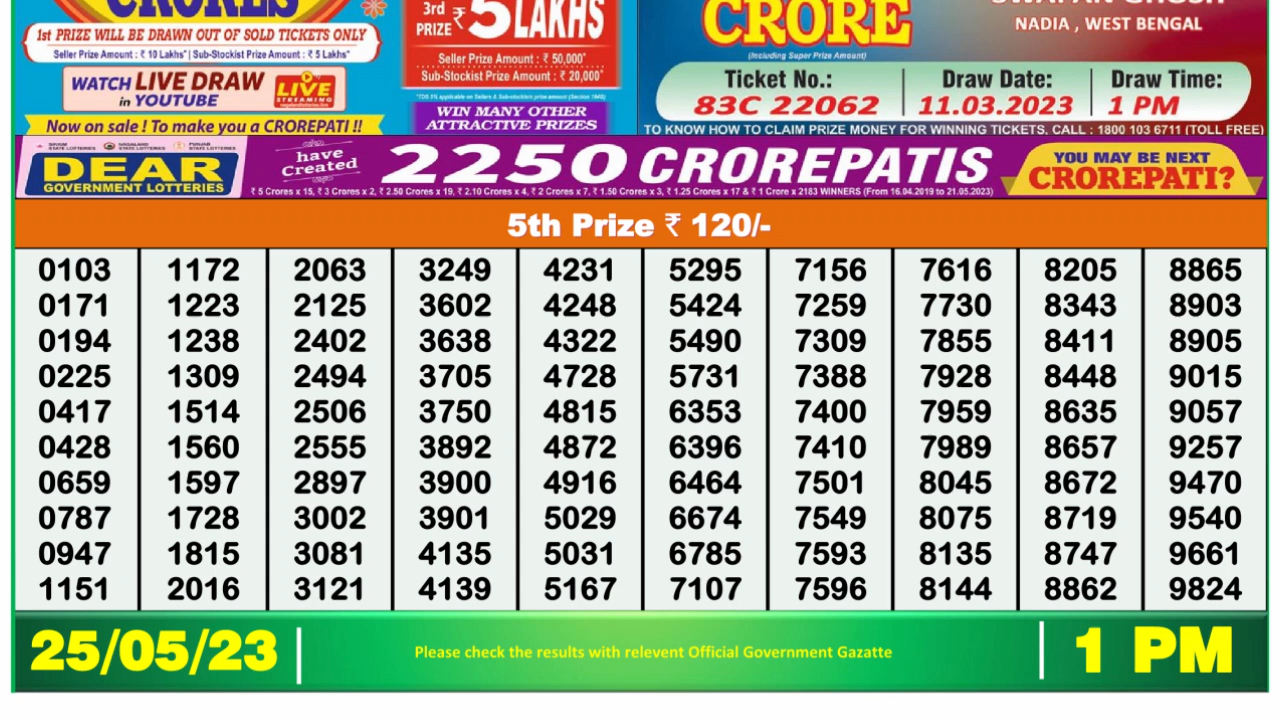 CRORES
1st PRIZE WILL BE DRAWN OUT OF SOLD TICKETS ONLY
Seller Prize Amount : ₹ 10 Lakhs* | Sub-Stockist Prize Amount : ₹ 5 Lakhs*
WATCH LIVE DRAW
in YOUTUBE
LIVE
STREAMING
Now on sale ! To make you a CROREPATI !!
3rd
PRIZE ₹ 5 LAKHS
Seller Prize Amount : ₹ 50,000*
Sub-Stockist Prize Amount : ₹ 20,000*
WIN MANY OTHER
ATTRACTIVE PRIZES
CRORE
(Including Super Prize Amount)
NADIA , WEST BENGAL
Ticket No.: Draw Date: Draw Time:
83C 22062 11.03.2023 1 PM
TO KNOW HOW TO CLAIM PRIZE MONEY FOR WINNING TICKETS, CALL : 1800 103 6711 (TOLL FREE)
SIKKIM STATE LOTTERIES NAGALAND STATE LOTTERIES PUNJAB STATE LOTTERIES
DEAR
GOVERNMENT LOTTERIES
have
Created
2250 CROREPATIS
₹ 5 Crores x 15, ₹ 3 Crores x 2, ₹ 2.50 Crores x 19, ₹ 2.10 Crores x 4, ₹ 2 Crores x 7, ₹ 1.50 Crores x 3, ₹ 1.25 Crores x 17 & ₹ 1 Crore x 2183 WINNERS (From 16.04.2019 to 21.05.2023)
YOU MAY BE NEXT
CROREPATI?
5th Prize ₹ 120/-
0103 1172 2063 3249 4231 5295 7156 7616 8205 8865
0171 1223 2125 3602 4248 5424 7259 7730 8343 8903
0194 1238 2402 3638 4322 5490 7309 7855 8411 8905
0225 1309 2494 3705 4728 5731 7388 7928 8448 9015
0417 1514 2506 3750 4815 6353 7400 7959 8635 9057
0428 1560 2555 3892 4872 6396 7410 7989 8657 9257
0659 1597 2897 3900 4916 6464 7501 8045 8672 9470
0787 1728 3002 3901 5029 6674 7549 8075 8719 9540
0947 1815 3081 4135 5031 6785 7593 8135 8747 9661
1151 2016 3121 4139 5167 7107 7596 8144 8862 9824
25/05/23
Please check the results with relevent Official Government Gazatte
1 PM